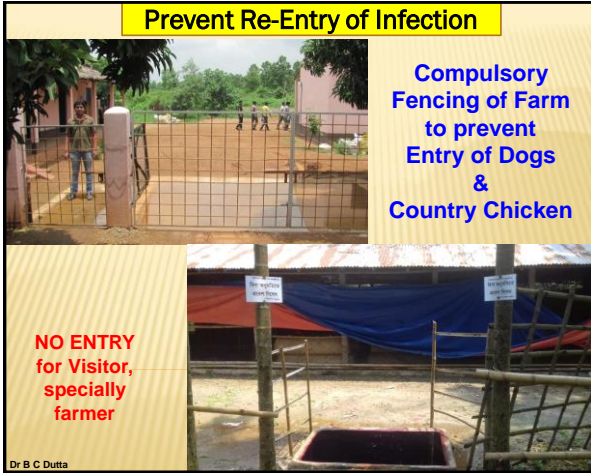 Prevent Re-Entry of Infection
Compulsory
Fencing of Farm
to prevent
Entry of Dogs
&
Country Chicken
NO ENTRY
for Visitor,
specially
farmer
Dr B C Dutta